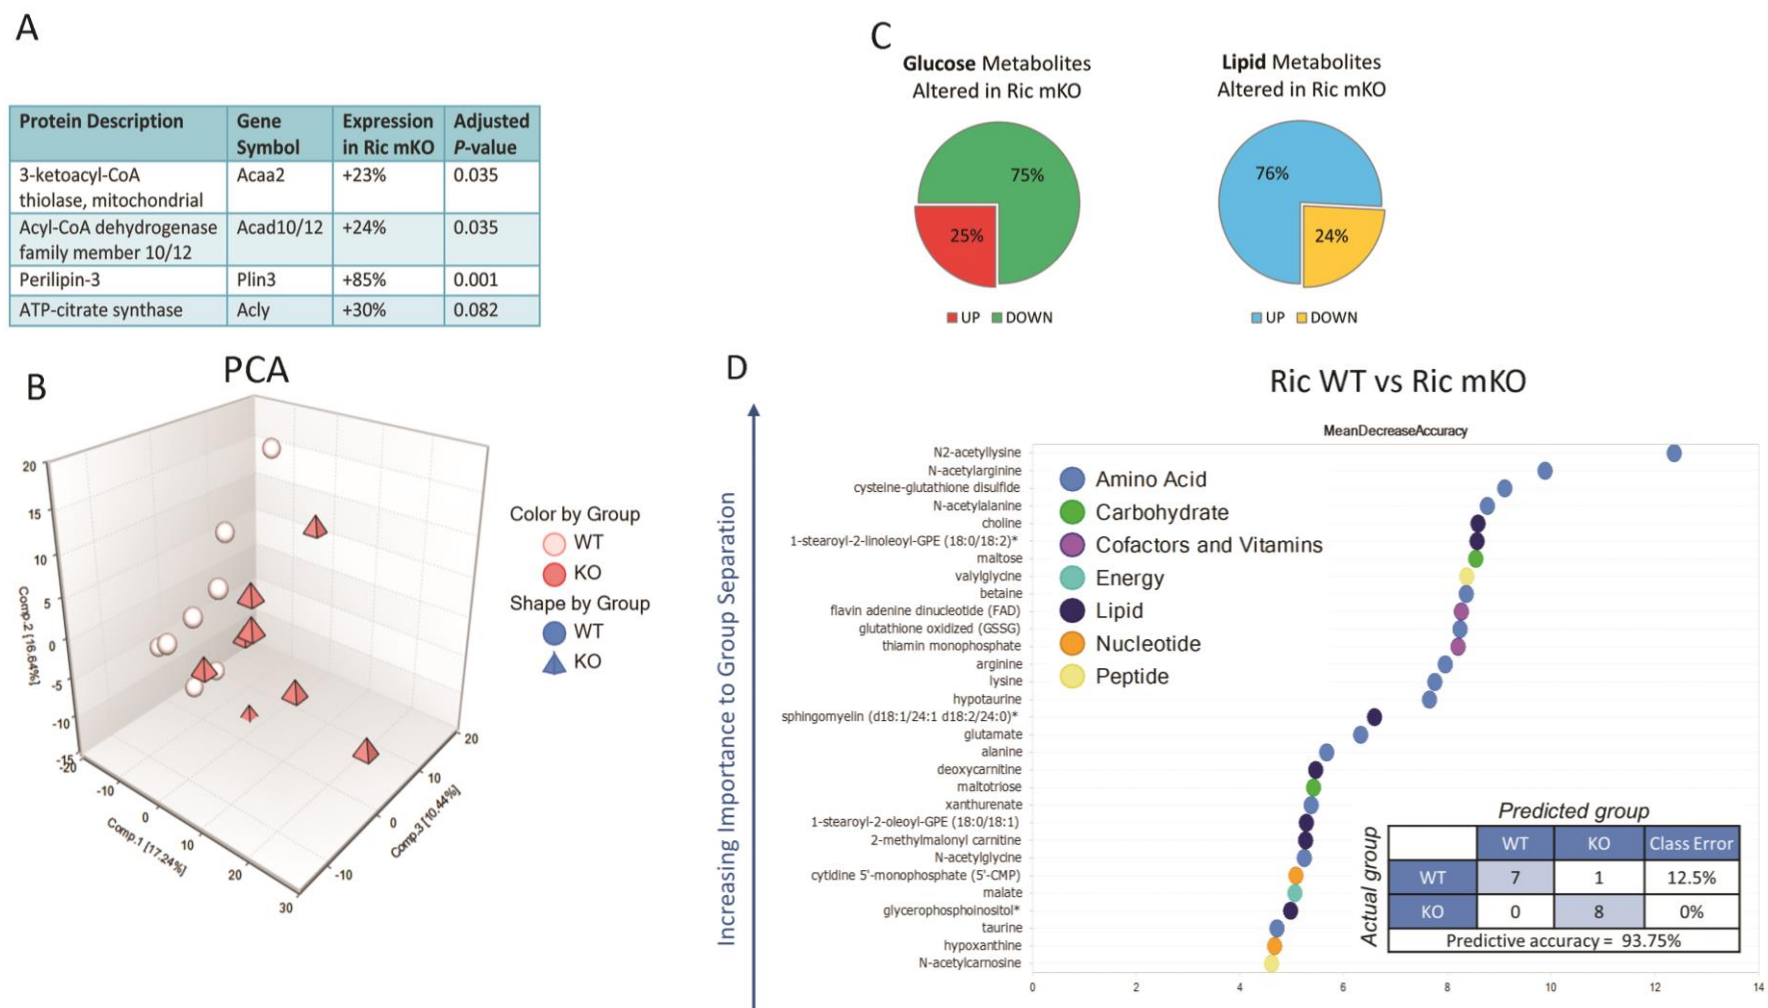 A
Protein Description Gene Symbol Expression in Ric mKO Adjusted P-value
3-ketoacyl-CoA thiolase, mitochondrial Acaa2 +23% 0.035
Acyl-CoA dehydrogenase family member 10/12 Acad10/12 +24% 0.035
Perilipin-3 Plin3 +85% 0.001
ATP-citrate synthase Acly +30% 0.082
C
Glucose Metabolites
Altered in Ric mKO
75%
25%
UP DOWN
Lipid Metabolites
Altered in Ric mKO
76%
24%
UP DOWN
B
PCA
20
15
10
5
0
-5
-10
-15
Comp.2 [16.64%]
-20
-10
0
10
20
30
Comp.1 [17.24%]
-10
0
10
20
Comp.3 [10.44%]
Color by Group
WT
KO
Shape by Group
WT
KO
D
Ric WT vs Ric mKO
Increasing Importance to Group Separation
MeanDecreaseAccuracy
N2-acetyllysine
N-acetylarginine
cysteine-glutathione disulfide
N-acetylalanine
choline
1-stearoyl-2-linoleoyl-GPE (18:0/18:2)*
maltose
valylglycine
betaine
flavin adenine dinucleotide (FAD)
glutathione oxidized (GSSG)
thiamin monophosphate
arginine
lysine
hypotaurine
sphingomyelin (d18:1/24:1 d18:2/24:0)*
glutamate
alanine
deoxycarnitine
maltotriose
xanthurenate
1-stearoyl-2-oleoyl-GPE (18:0/18:1)
2-methylmalonyl carnitine
N-acetylglycine
cytidine 5'-monophosphate (5'-CMP)
malate
glycerophosphoinositol*
taurine
hypoxanthine
N-acetylcarnosine
0 2 4 6 8 10 12 14
Amino Acid
Carbohydrate
Cofactors and Vitamins
Energy
Lipid
Nucleotide
Peptide
Predicted group
Actual group
WT KO Class Error
WT 7 1 12.5%
KO 0 8 0%
Predictive accuracy = 93.75%